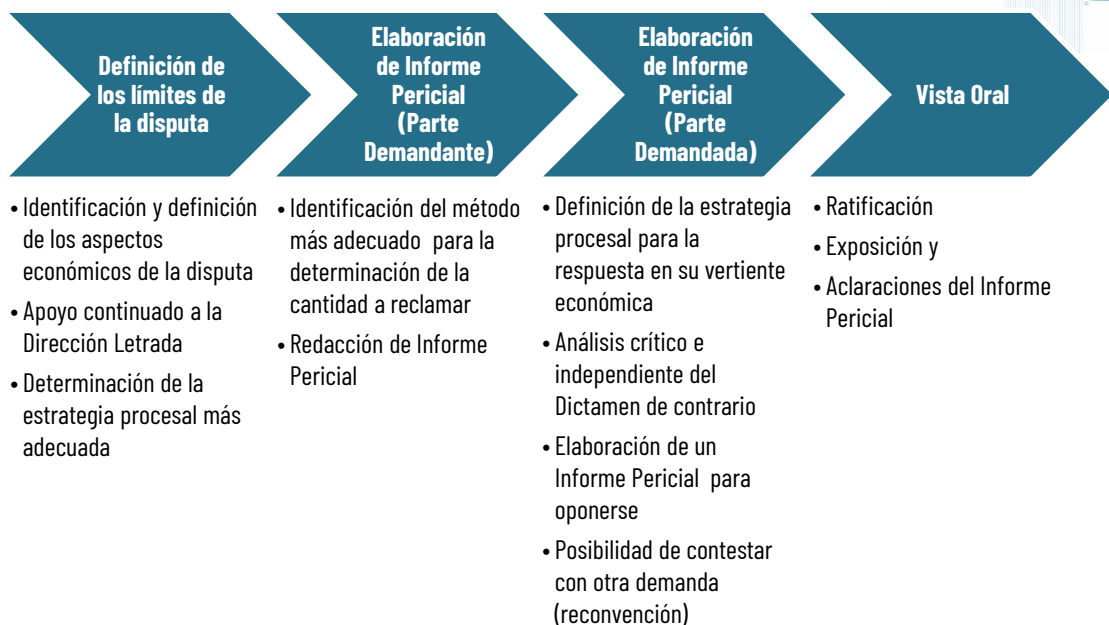 Definición de
los límites de
la disputa
• Identificación y definición
de los aspectos
económicos de la disputa
• Apoyo continuado a la
Dirección Letrada
• Determinación de la
estrategia procesal más
adecuada
Elaboración
de Informe
Pericial
(Parte
Demandante)
• Identificación del método
más adecuado para la
determinación de la
cantidad a reclamar
• Redacción de Informe
Pericial
Elaboración
de Informe
Pericial
(Parte
Demandada)
• Definición de la estrategia
procesal para la
respuesta en su vertiente
económica
• Análisis crítico e
independiente del
Dictamen de contrario
• Elaboración de un
Informe Pericial para
oponerse
• Posibilidad de contestar
con otra demanda
(reconvención)
Vista Oral
• Ratificación
• Exposición y
• Aclaraciones del Informe
Pericial